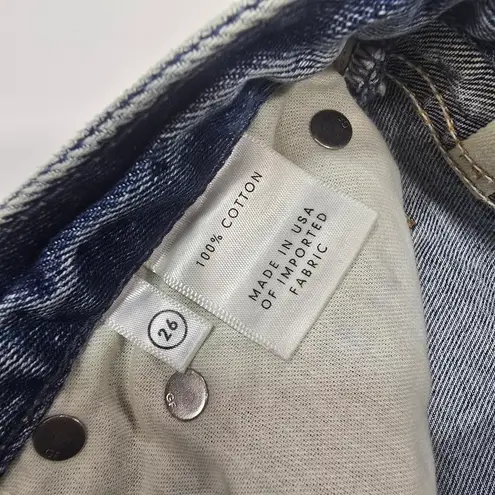 100% COTTON
MADE IN USA
OF IMPORTED
FABRIC
26